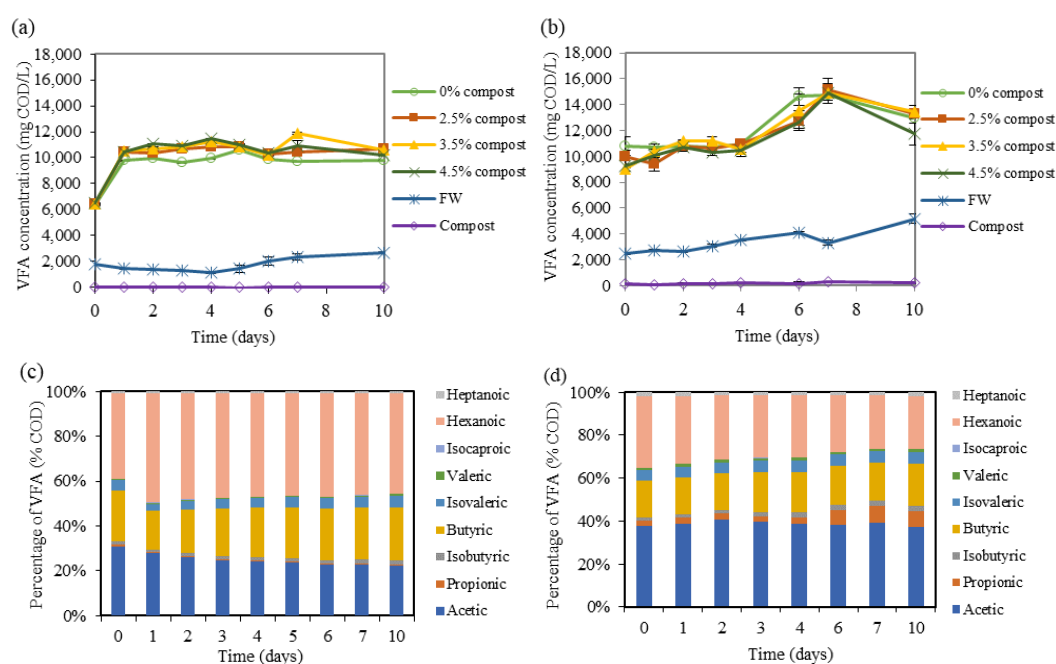 (a)
18,000
16,000
14,000
12,000
10,000
8,000
6,000
4,000
2,000
0
VFA concentration (mg COD/L)
0 2 4 6 8 10
Time (days)
0% compost
2.5% compost
3.5% compost
4.5% compost
FW
Compost
(b)
18,000
16,000
14,000
12,000
10,000
8,000
6,000
4,000
2,000
0
VFA concentration (mg COD/L)
0 2 4 6 8 10
Time (days)
0% compost
2.5% compost
3.5% compost
4.5% compost
FW
Compost
(c)
100%
80%
60%
40%
20%
0%
Percentage of VFA (% COD)
0 1 2 3 4 5 6 7 10
Time (days)
Heptanoic
Hexanoic
Isocaproic
Valeric
Isovaleric
Butyric
Isobutyric
Propionic
Acetic
(d)
100%
80%
60%
40%
20%
0%
Percentage of VFA (% COD)
0 1 2 3 4 6 7 10
Time (days)
Heptanoic
Hexanoic
Isocaproic
Valeric
Isovaleric
Butyric
Isobutyric
Propionic
Acetic